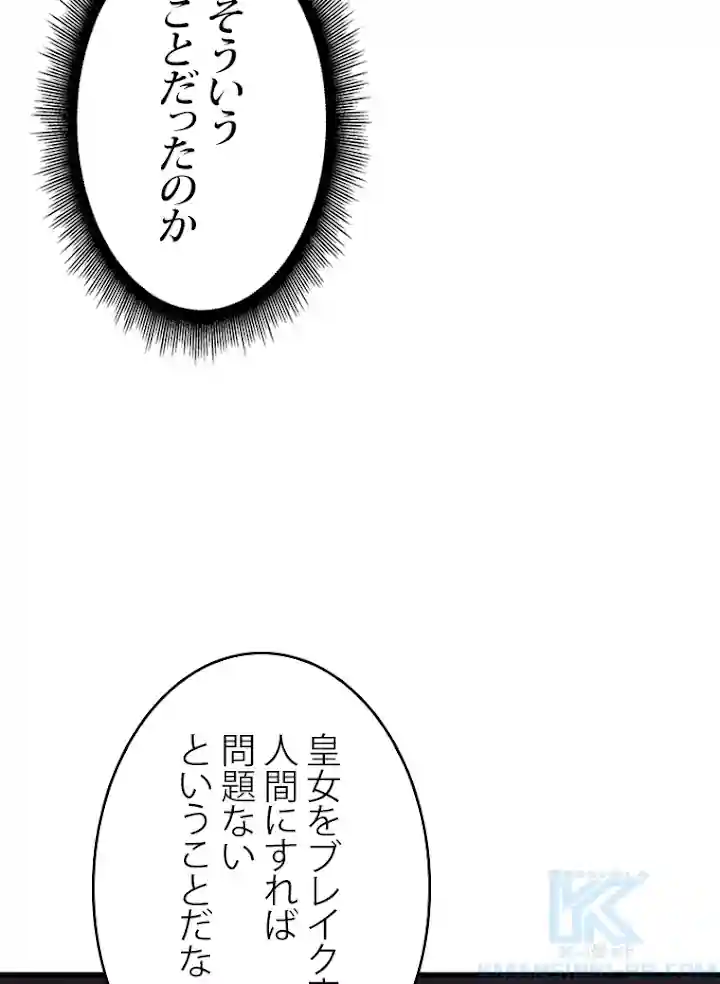 そういう
ことだったのか
皇女をブレイク
人間にすれば
問題ない
ということだな